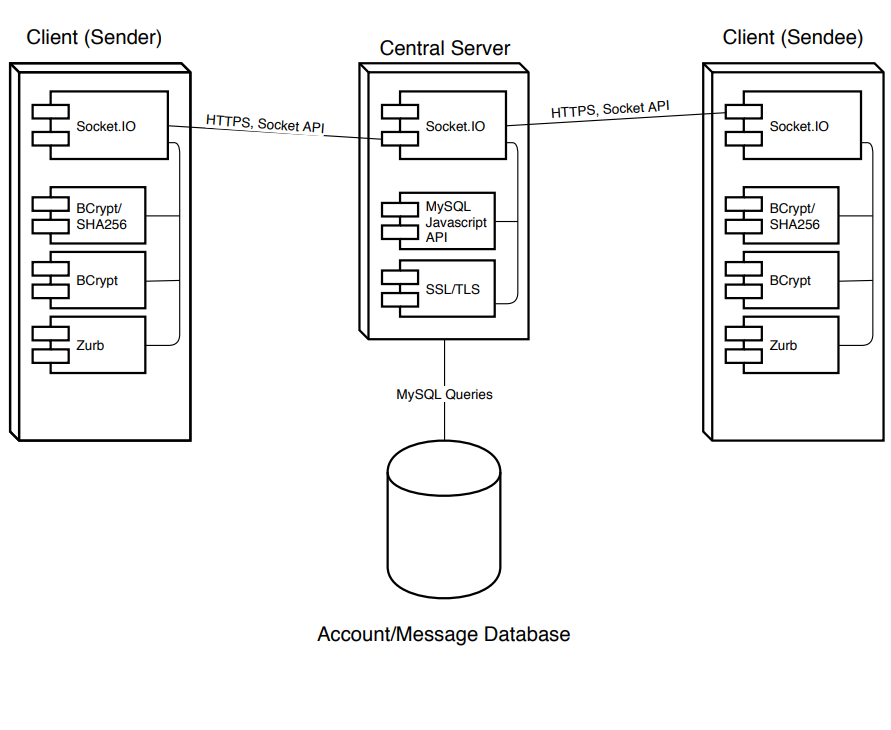 Client (Sender)
Central Server
Client (Sendee)
Socket.IO
HTTPS, Socket API
Socket.IO
HTTPS, Socket API
Socket.IO
BCrypt/
SHA256
BCrypt
Zurb
MySQL
Javascript
API
SSL/TLS
BCrypt/
SHA256
BCrypt
Zurb
MySQL Queries
Account/Message Database